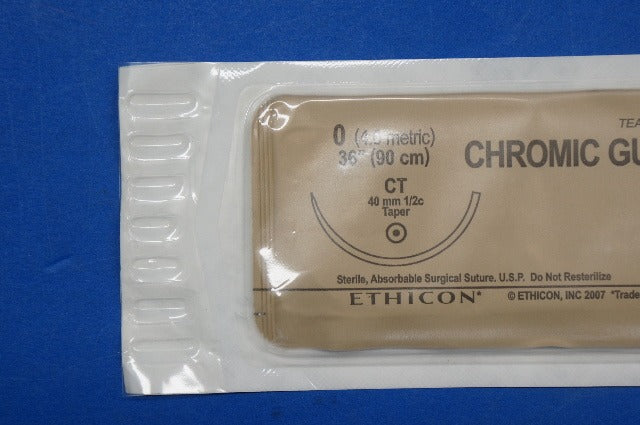 TEA
0 (4.0 metric)
36" (90 cm)
CHROMIC GU
CT
40 mm 1/2c
Taper
Sterile, Absorbable Surgical Suture. U.S.P. Do Not Resterilize
ETHICON*
© ETHICON, INC 2007 *Trade